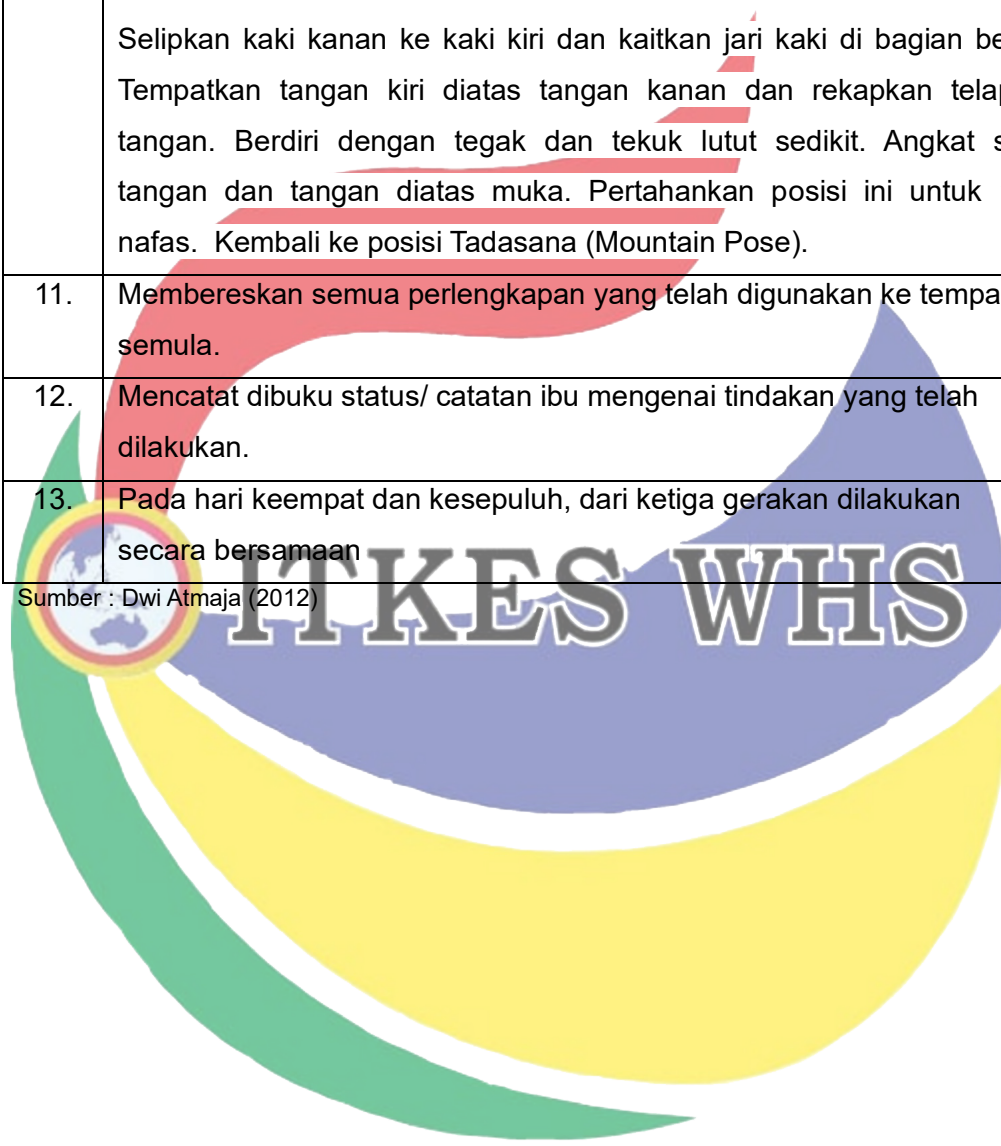 Selipkan kaki kanan ke kaki kiri dan kaitkan jari kaki di bagian
Tempatkan tangan kiri diatas tangan kanan dan rekapkan
tangan. Berdiri dengan tegak dan tekuk lutut sedikit. Angkat
tangan dan tangan diatas muka. Pertahankan posisi ini untuk
nafas. Kembali ke posisi Tadasana (Mountain Pose).
11. Membereskan semua perlengkapan yang telah digunakan ke
semula.
12. Mencatat dibuku status/ catatan ibu mengenai tindakan yang telah
dilakukan.
13. Pada hari keempat dan kesepuluh, dari ketiga gerakan dilakukan
secara bersamaan
Sumber : Dwi Atmaja (2012)
ITKES WHS